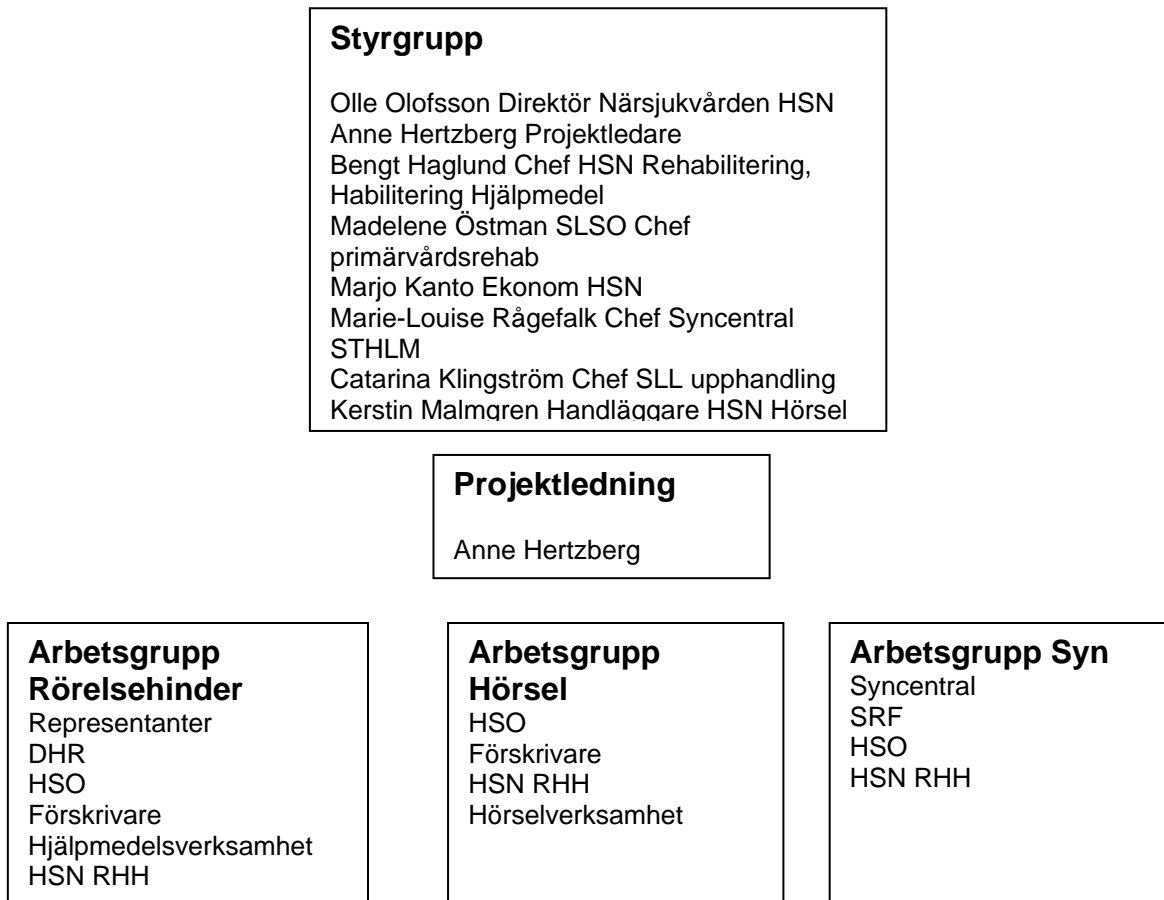 Styrgrupp
Olle Olofsson Direktör Närsjukvården HSN
Anne Hertzberg Projektledare
Bengt Haglund Chef HSN Rehabilitering,
Habilitering Hjälpmedel
Madelene Östman SLSO Chef
primärvårdsrehab
Marjo Kanto Ekonom HSN
Marie-Louise Rågefalk Chef Syncentral
STHLM
Catarina Klingström Chef SLL upphandling
Kerstin Malmgren Handläggare HSN Hörsel
Projektledning
Anne Hertzberg
Arbetsgrupp
Rörelsehinder
Representanter
DHR
HSO
Förskrivare
Hjälpmedelsverksamhet
HSN RHH
Arbetsgrupp
Hörsel
HSO
Förskrivare
HSN RHH
Hörselverksamhet
Arbetsgrupp Syn
Syncentral
SRF
HSO
HSN RHH